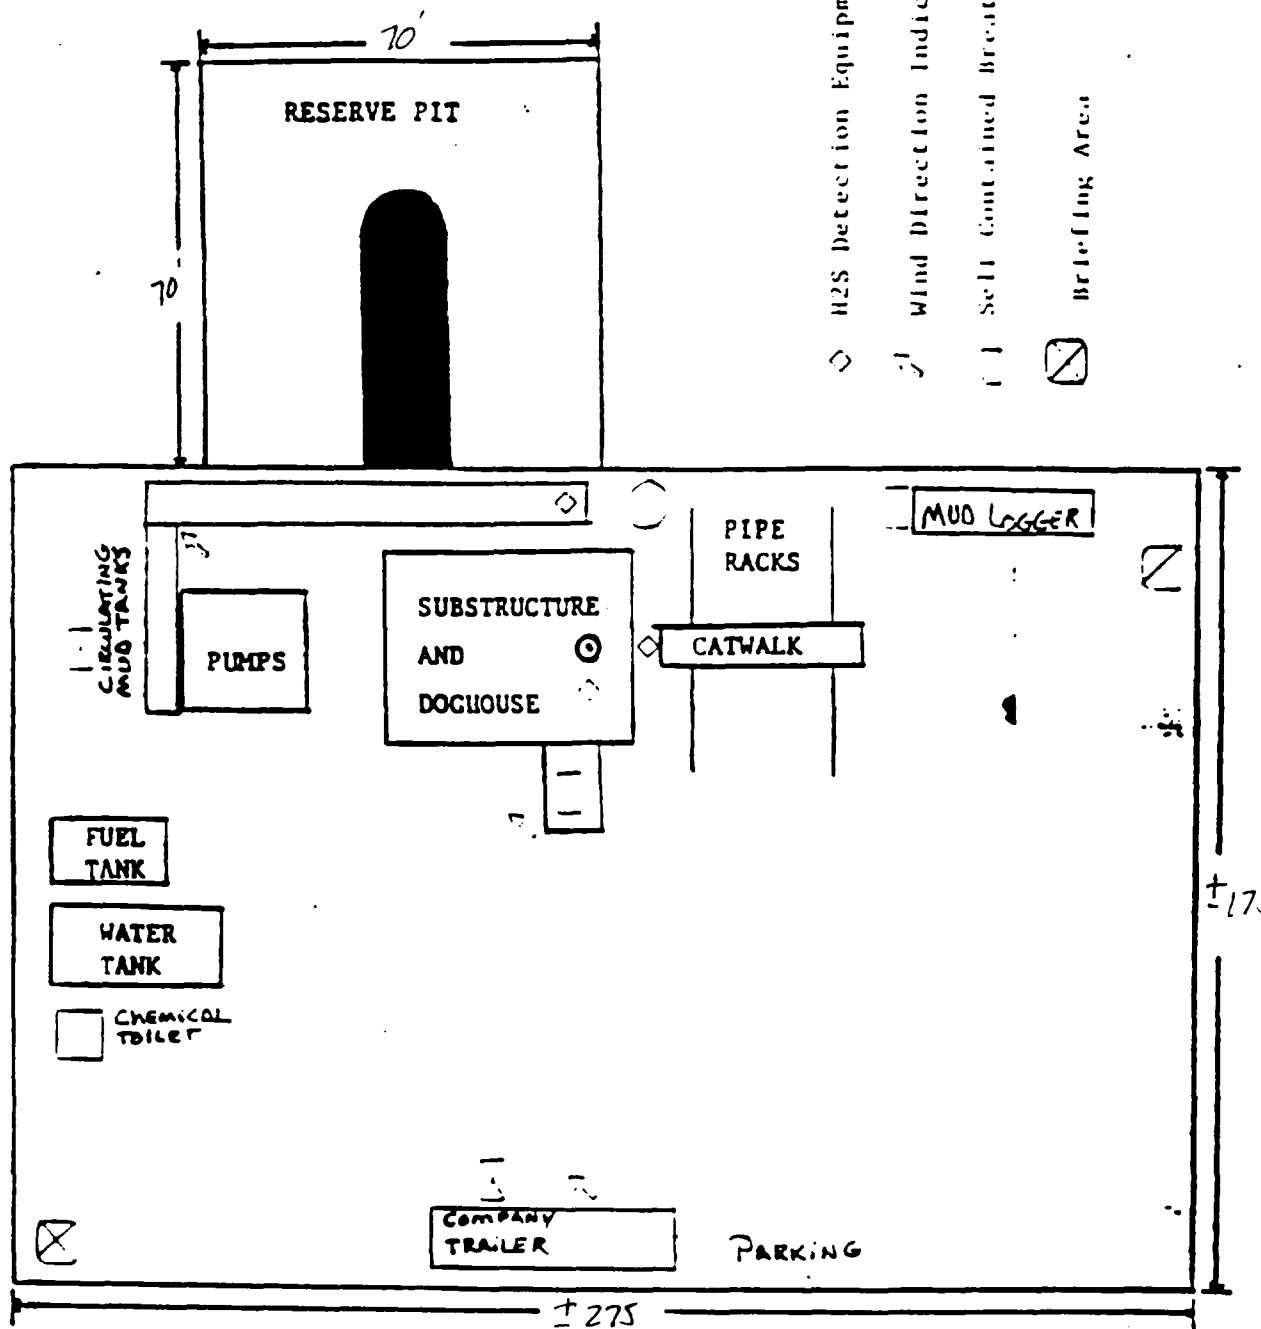 70'
RESERVE PIT
70
H2S Detection Equipm
Wind Direction Indic
Self Contained Breat
Briefing Area
MUD LOGGER
PIPE
RACKS
CIRCULATING
MUD TANKS
SUBSTRUCTURE
AND
DOGHOUSE
PUMPS
CATWALK
FUEL
TANK
WATER
TANK
± 17
CHEMICAL
TOILET
COMPANY
TRAILER
PARKING
± 275